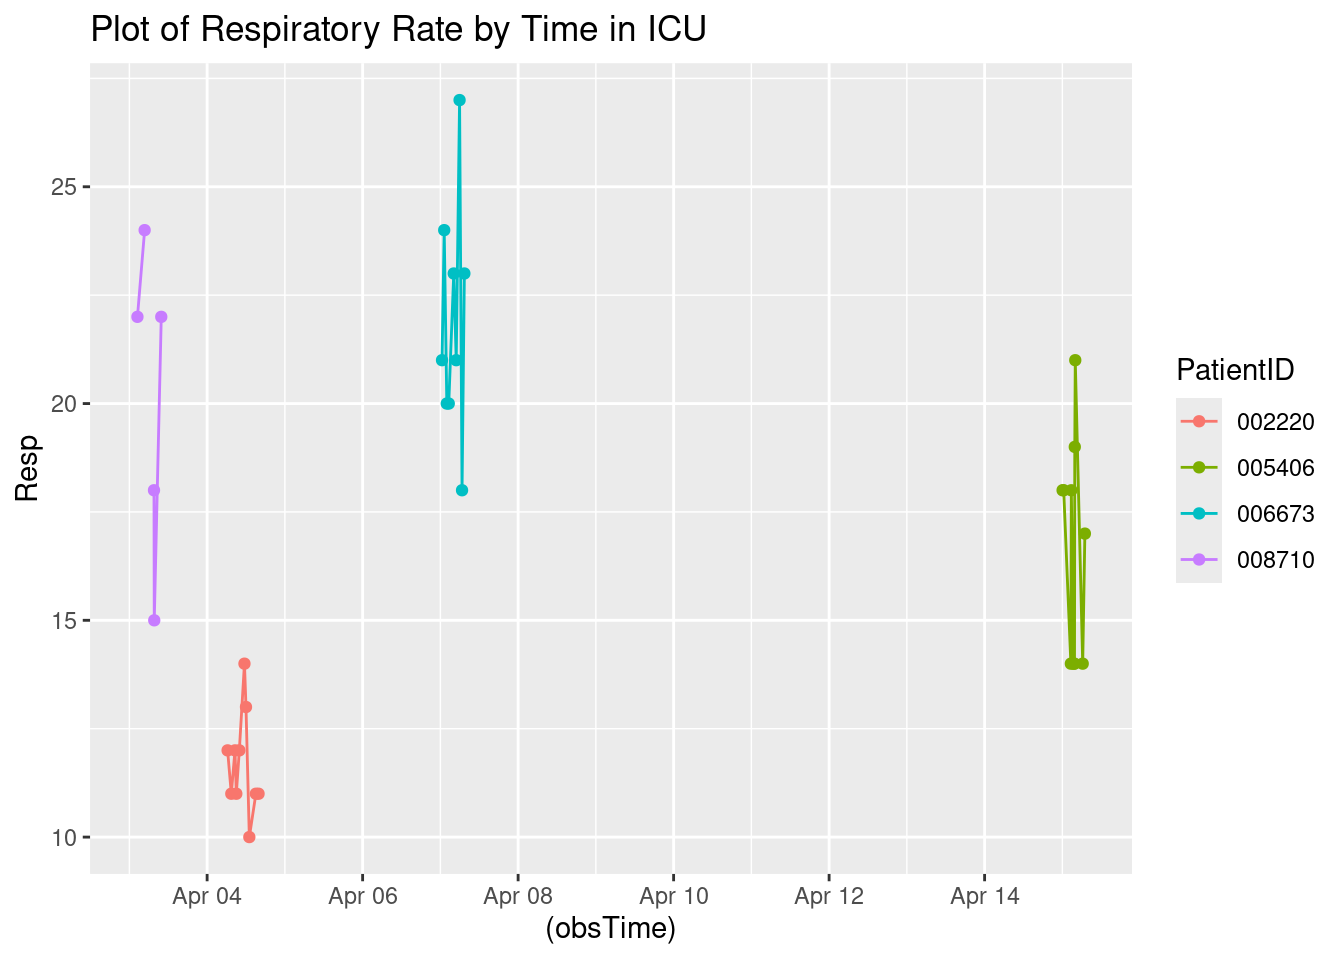 Plot of Respiratory Rate by Time in ICU
25
20
15
10
Resp
Apr 04 Apr 06 Apr 08 Apr 10 Apr 12 Apr 14
(obsTime)
PatientID
002220
005406
006673
008710